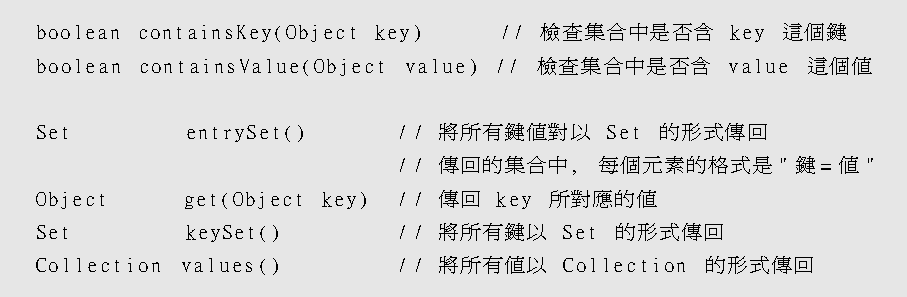 boolean containsKey(Object key) // 檢查集合中是否含 key 這個鍵
boolean containsValue(Object value) // 檢查集合中是否含 value 這個值
Set entrySet() // 將所有鍵值對以 Set 的形式傳回
// 傳回的集合中, 每個元素的格式是"鍵=值"
Object get(Object key) // 傳回 key 所對應的值
Set keySet() // 將所有鍵以 Set 的形式傳回
Collection values() // 將所有值以 Collection 的形式傳回